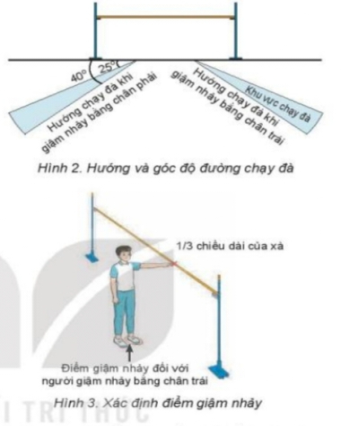 40° 25°
Hướng chạy đà khi
giậm nhảy bằng chân phải
Hướng chạy đà khi
giậm nhảy bằng chân trái
Khu vực chạy đà
Hình 2. Hướng và góc độ đường chạy đà
1/3 chiều dài của xà
Điểm giậm nhảy đối với
người giậm nhảy bằng chân trái
Hình 3. Xác định điểm giậm nhảy
I TRI THỨC